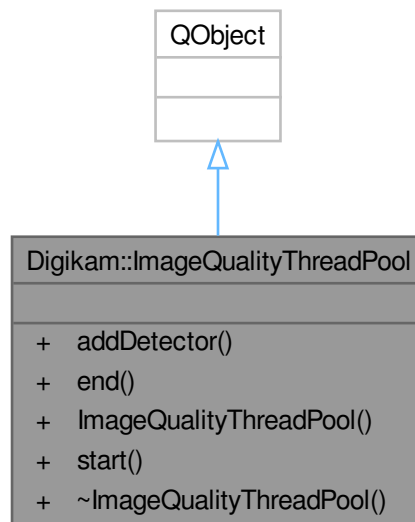 QObject
Digikam::ImageQualityThreadPool
+ addDetector()
+ end()
+ ImageQualityThreadPool()
+ start()
+ ~ImageQualityThreadPool()